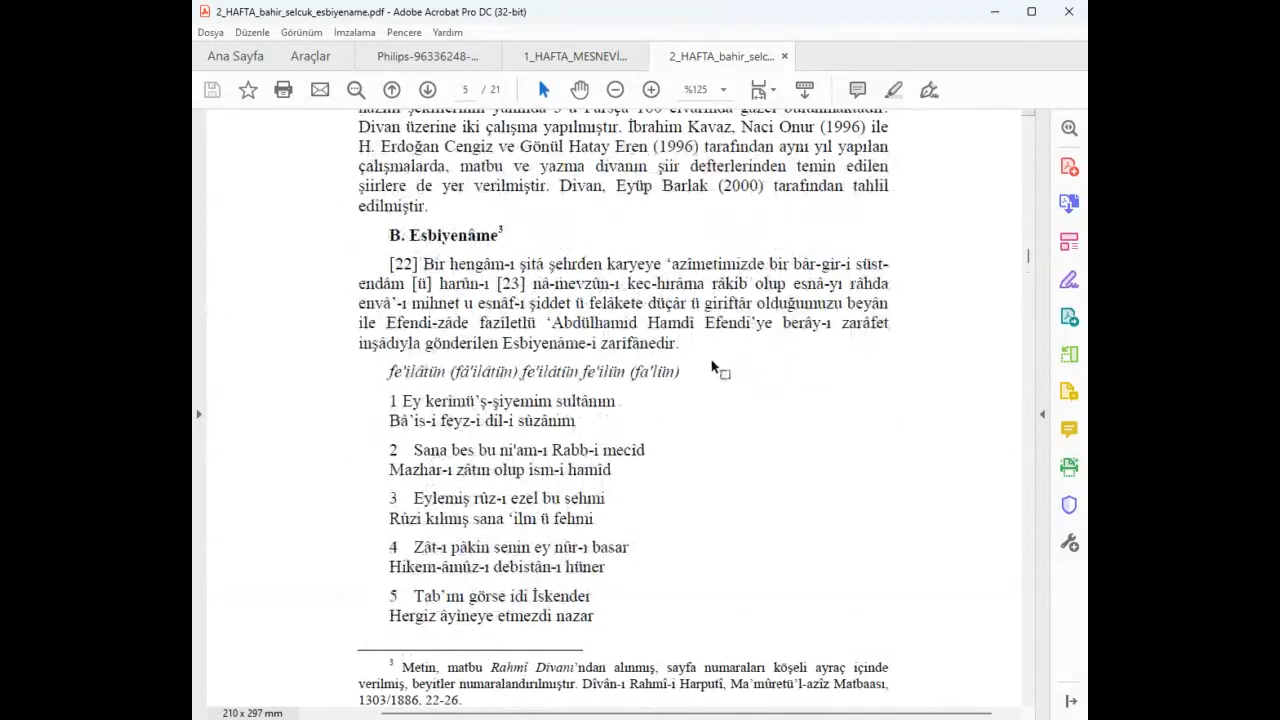 2_HAFTA_bahir_selcuk_esbiyename.pdf - Adobe Acrobat Pro DC (32-bit)
Dosya Düzenle Görünüm İmzalama Pencere Yardım
Ana Sayfa Araçlar Philips-96336248-... 1_HAFTA_MESNEVİ... 2_HAFTA_bahir_selc...
5 / 21 %125
Divan üzerine iki çalışma yapılmıştır. İbrahim Kavaz, Naci Onur (1996) ile
H. Erdoğan Cengiz ve Gönül Hatay Eren (1996) tarafından aynı yıl yapılan
çalışmalarda, matbu ve yazma divanın şiir defterlerinden temin edilen
şiirlere de yer verilmiştir. Divan, Eyüp Barlak (2000) tarafından tahlil
edilmiştir.
B. Esbiyenâme3
[22] Bir hengâm-ı şitâ şehrden karyeye ‘azîmetimizde bir bâr-gir-i süst-
endâm [ü] harûn-ı [23] nâ-mevzûn-ı kec-hırâma râkib olup esnâ-yı râhda
envâ’-ı mihnet u esnâf-ı şiddet ü felâkete düçâr ü giriftâr olduğumuzu beyân
ile Efendi-zâde fazîletlü ‘Abdülhamid Hamdî Efendi’ye berây-ı zarâfet
inşâdıyla gönderilen Esbiyenâme-i zarîfânedir.
fe'ilâtün (fâ'ilâtün) fe'ilâtün fe'ilün (fa'lün)
1 Ey kerîmü’ş-şiyemim sultânım
Bâ’is-i feyz-i dil-i sûzânim
2 Sana bes bu ni'am-ı Rabb-i mecîd
Mazhar-ı zâtın olup ism-i hamîd
3 Eylemiş rûz-ı ezel bu sehmi
Rûzi kılmış sana ‘ilm ü fehmi
4 Zât-ı pâkin senin ey nûr-ı basar
Hikem-âmûz-ı debistân-ı hüner
5 Tab’ını görse idi İskender
Hergiz âyîneye etmezdi nazar
3 Metin, matbu Rahmî Divanı’ndan alınmış, sayfa numaraları köşeli ayraç içinde
verilmiş, beyitler numaralandırılmıştır. Dîvân-ı Rahmî-i Harputî, Ma’mûretü’l-azîz Matbaası,
1303/1886, 22-26.
210 x 297 mm